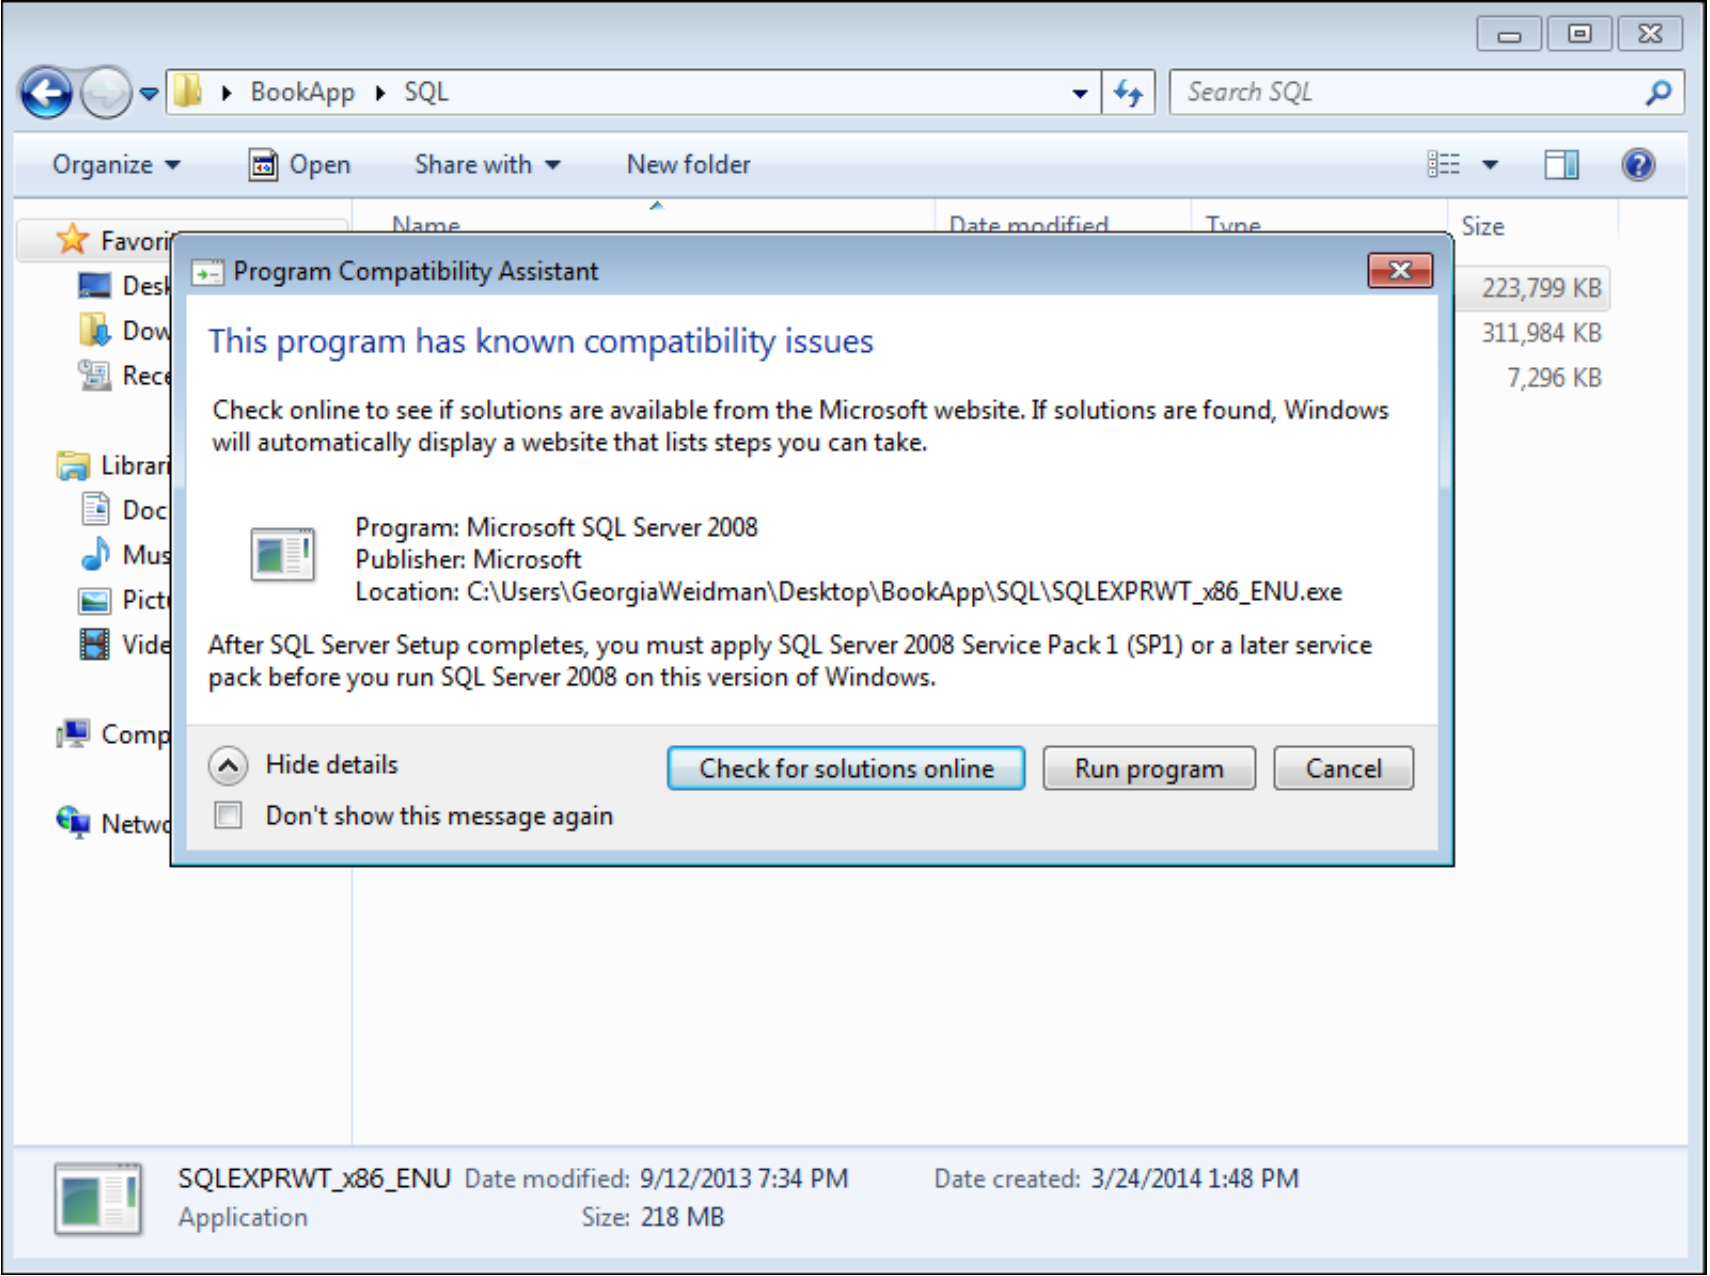 BookApp SQL
Search SQL
Organize Open Share with New folder
Name Date modified Type Size
Favorit
Program Compatibility Assistant
Desk
223,799 KB
Dow
311,984 KB
This program has known compatibility issues
Rece
7,296 KB
Check online to see if solutions are available from the Microsoft website. If solutions are found, Windows
will automatically display a website that lists steps you can take.
Librari
Doc
Program: Microsoft SQL Server 2008
Mus
Publisher: Microsoft
Pictu
Location: C:\Users\GeorgiaWeidman\Desktop\BookApp\SQL\SQLEXPRWT_x86_ENU.exe
Vide
After SQL Server Setup completes, you must apply SQL Server 2008 Service Pack 1 (SP1) or a later service
pack before you run SQL Server 2008 on this version of Windows.
Comp
Hide details
Check for solutions online Run program Cancel
Netwo
Don't show this message again
SQLEXPRWT_x86_ENU Date modified: 9/12/2013 7:34 PM Date created: 3/24/2014 1:48 PM
Application Size: 218 MB